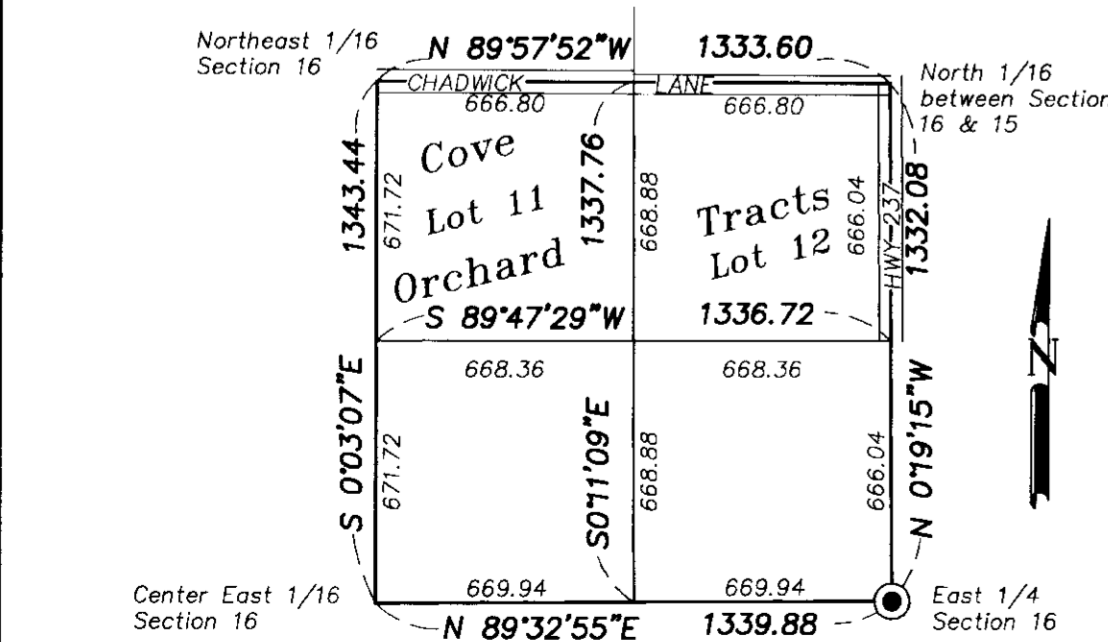 Northeast 1/16
Section 16
N 89°57'52"W
1333.60
North 1/16
between Section
16 & 15
CHADWICK
LANE
666.80
666.80
1343.44
671.72
Cove
Lot 11
Orchard
1337.76
668.88
Tracts
Lot 12
666.04
HWY 237
1332.08
S 89°47'29"W
1336.72
N
668.36
668.36
S 0°03'07"E
671.72
S0°11'09"E
668.88
666.04
N 0°19'15"W
Center East 1/16
Section 16
669.94
669.94
East 1/4
Section 16
N 89°32'55"E
1339.88